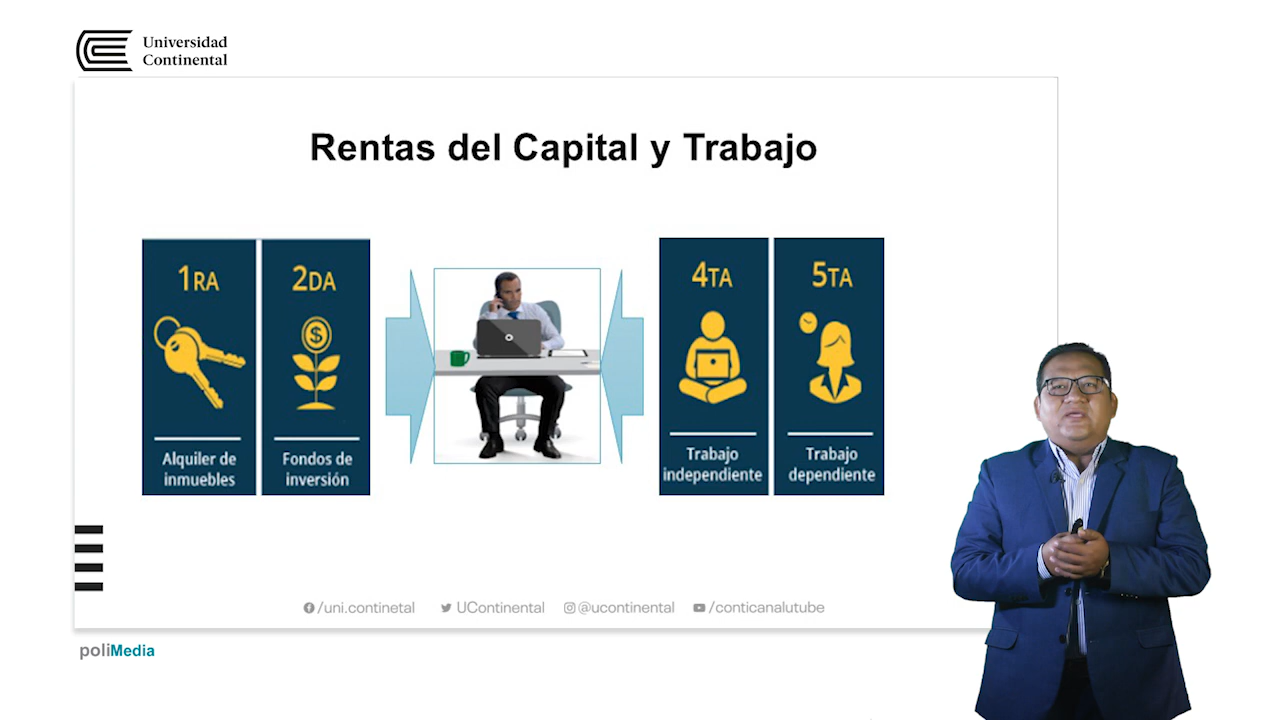 Universidad
Continental
Rentas del Capital y Trabajo
1RA
2DA
4TA
5TA
Alquiler de
inmuebles
Fondos de
inversión
Trabajo
independiente
Trabajo
dependiente
/uni.continetal
UContinental
@ucontinental
/conticanalutube
poliMedia